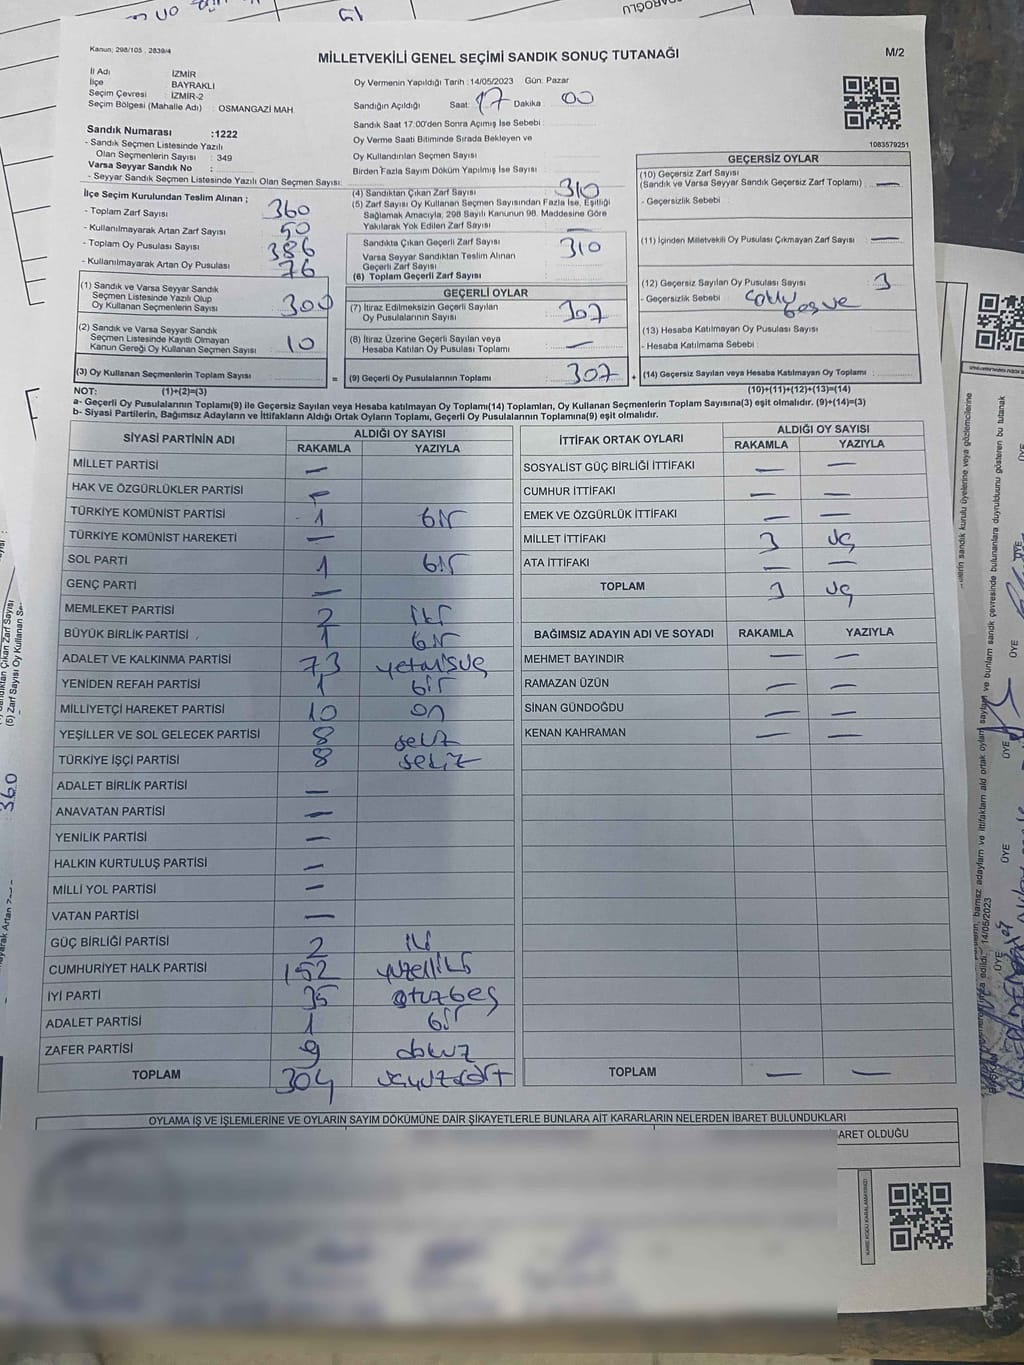 Kanun; 298/105 , 2839/4
MİLLETVEKİLİ GENEL SEÇİMİ SANDIK SONUÇ TUTANAĞI
M/2
İl Adı : İZMİR
İlçe : BAYRAKLI
Seçim Çevresi : İZMİR-2
Seçim Bölgesi (Mahalle Adı) : OSMANGAZİ MAH.
Sandık Numarası :1222
- Sandık Seçmen Listesinde Yazılı
Olan Seçmenlerin Sayısı : 349
Varsa Seyyar Sandık No :
- Seyyar Sandık Seçmen Listesinde Yazılı Olan Seçmen Sayısı:
Oy Vermenin Yapıldığı Tarih :14/05/2023 Gün: Pazar
Sandığın Açıldığı Saat: 17 Dakika : 00
Sandık Saat 17:00'den Sonra Açımış İse Sebebi :
Oy Verme Saati Bitiminde Sırada Bekleyen ve
Oy Kullandırılan Seçmen Sayısı :
Birden Fazla Sayım Döküm Yapılmış İse Sayısı :
1083579251
İlçe Seçim Kurulundan Teslim Alınan ;
- Toplam Zarf Sayısı 360
- Kullanılmayarak Artan Zarf Sayısı 50
- Toplam Oy Pusulası Sayısı 386
- Kullanılmayarak Artan Oy Pusulası 76
(1) Sandık ve Varsa Seyyar Sandık
Seçmen Listesinde Yazılı Olup
Oy Kullanan Seçmenlerin Sayısı 300
(2) Sandık ve Varsa Seyyar Sandık
Seçmen Listesinde Kayıtlı Olmayan
Kanun Gereği Oy Kullanan Seçmen Sayısı 10
(3) Oy Kullanan Seçmenlerin Toplam Sayısı
(4) Sandıktan Çıkan Zarf Sayısı 310
(5) Zarf Sayısı Oy Kullanan Seçmen Sayısından Fazla İse, Eşitliği
Sağlamak Amacıyla, 298 Sayılı Kanunun 98. Maddesine Göre
Yakılarak Yok Edilen Zarf Sayısı —
Sandıkta Çıkan Geçerli Zarf Sayısı 310
Varsa Seyyar Sandıktan Teslim Alınan
Geçerli Zarf Sayısı
(6) Toplam Geçerli Zarf Sayısı
GEÇERLİ OYLAR
(7) İtiraz Edilmeksizin Geçerli Sayılan
Oy Pusulalarının Sayısı 307
(8) İtiraz Üzerine Geçerli Sayılan veya
Hesaba Katılan Oy Pusulası Toplamı —
= (9) Geçerli Oy Pusulalarının Toplamı 307 +
GEÇERSİZ OYLAR
(10) Geçersiz Zarf Sayısı
(Sandık ve Varsa Seyyar Sandık Geçersiz Zarf Toplamı) —
- Geçersizlik Sebebi :
(11) İçinden Milletvekili Oy Pusulası Çıkmayan Zarf Sayısı —
(12) Geçersiz Sayılan Oy Pusulası Sayısı 3
- Geçersizlik Sebebi :
(13) Hesaba Katılmayan Oy Pusulası Sayısı
- Hesaba Katılmama Sebebi :
(14) Geçersiz Sayılan veya Hesaba Katılmayan Oy Toplamı
NOT: (1)+(2)=(3) (10)+(11)+(12)+(13)=(14)
a- Geçerli Oy Pusulalarının Toplamı(9) ile Geçersiz Sayılan veya Hesaba katılmayan Oy Toplamı(14) Toplamları, Oy Kullanan Seçmenlerin Toplam Sayısına(3) eşit olmalıdır. (9)+(14)=(3)
b- Siyasi Partilerin, Bağımsız Adayların ve İttifakların Aldığı Ortak Oyların Toplamı, Geçerli Oy Pusulalarının Toplamına(9) eşit olmalıdır.
SİYASİ PARTİNİN ADI ALDIĞI OY SAYISI
RAKAMLA YAZIYLA
MİLLET PARTİSİ —
HAK VE ÖZGÜRLÜKLER PARTİSİ —
TÜRKİYE KOMÜNİST PARTİSİ 1 bir
TÜRKİYE KOMÜNİST HAREKETİ —
SOL PARTİ 1 bir
GENÇ PARTİ —
MEMLEKET PARTİSİ 2 iki
BÜYÜK BİRLİK PARTİSİ 1 bir
ADALET VE KALKINMA PARTİSİ 73 yetmişüç
YENİDEN REFAH PARTİSİ 1 bir
MİLLİYETÇİ HAREKET PARTİSİ 10 on
YEŞİLLER VE SOL GELECEK PARTİSİ 8 sekiz
TÜRKİYE İŞÇİ PARTİSİ 8 sekiz
ADALET BİRLİK PARTİSİ —
ANAVATAN PARTİSİ —
YENİLİK PARTİSİ —
HALKIN KURTULUŞ PARTİSİ —
MİLLİ YOL PARTİSİ —
VATAN PARTİSİ —
GÜÇ BİRLİĞİ PARTİSİ 2 iki
CUMHURİYET HALK PARTİSİ 152 yüzelliiki
İYİ PARTİ 35 otuzbeş
ADALET PARTİSİ 1 bir
ZAFER PARTİSİ 9 dokuz
TOPLAM 304 üçyüzdört
İTTİFAK ORTAK OYLARI ALDIĞI OY SAYISI
RAKAMLA YAZIYLA
SOSYALİST GÜÇ BİRLİĞİ İTTİFAKI — —
CUMHUR İTTİFAKI — —
EMEK VE ÖZGÜRLÜK İTTİFAKI — —
MİLLET İTTİFAKI 3 üç
ATA İTTİFAKI — —
TOPLAM 3 üç
BAĞIMSIZ ADAYIN ADI VE SOYADI RAKAMLA YAZIYLA
MEHMET BAYINDIR — —
RAMAZAN ÜZÜN — —
SİNAN GÜNDOĞDU — —
KENAN KAHRAMAN — —
TOPLAM — —
OYLAMA İŞ VE İŞLEMLERİNE VE OYLARIN SAYIM DÖKÜMÜNE DAİR ŞİKAYETLERLE BUNLARA AİT KARARLARIN NELERDEN İBARET BULUNDUKLARI
BARET OLDUĞU
KARE KODU KARALAMAYINIZ!